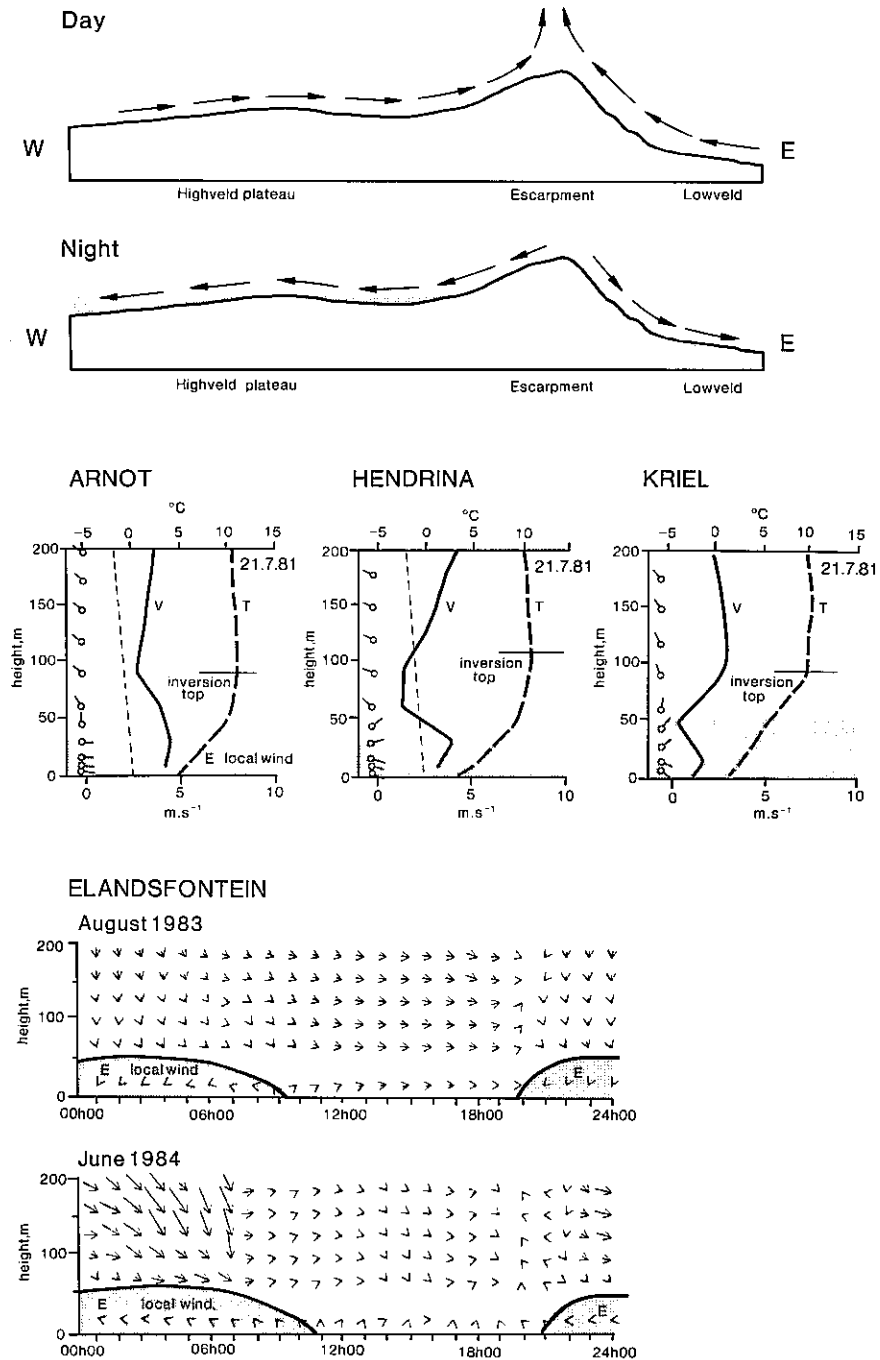 Day
W
E
Highveld plateau Escarpment Lowveld
Night
W
E
Highveld plateau Escarpment Lowveld
ARNOT HENDRINA KRIEL
°C °C °C
-5 0 5 10 15 -5 0 5 10 15 -5 0 5 10 15
200 200 200
21.7.81 21.7.81 21.7.81
150 V T 150 V T 150 V T
height,m height,m height,m
100 100 100
inversion top inversion top inversion top
50 50 50
E local wind
0 0 0
0 5 10 0 5 10 0 5 10
m.s⁻¹ m.s⁻¹ m.s⁻¹
ELANDSFONTEIN
August 1983
200
height,m
100
E local wind E
0
00h00 06h00 12h00 18h00 24h00
June 1984
200
height,m
100
E local wind E
0
00h00 06h00 12h00 18h00 24h00